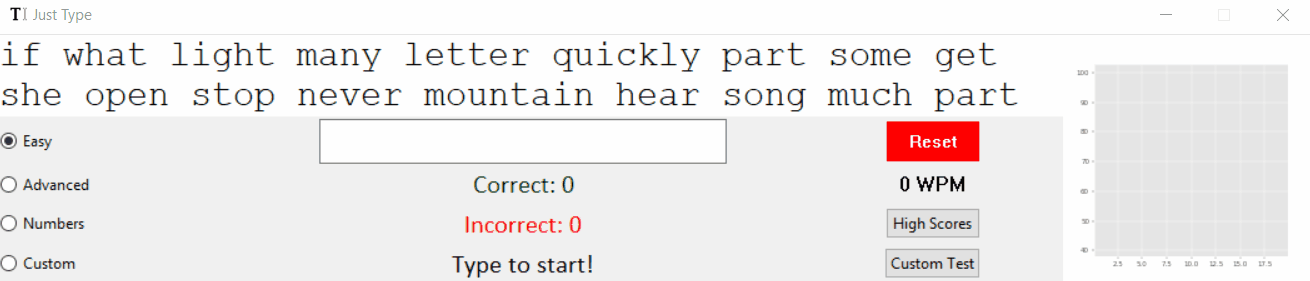 Just Type
if what light many letter quickly part some get
she open stop never mountain hear song much part
Easy
Reset
Advanced
Correct: 0
0 WPM
Numbers
Incorrect: 0
High Scores
Custom
Type to start!
Custom Test
100
90
80
70
60
50
40
2.5 5.0 7.5 10.0 12.5 15.0 17.5